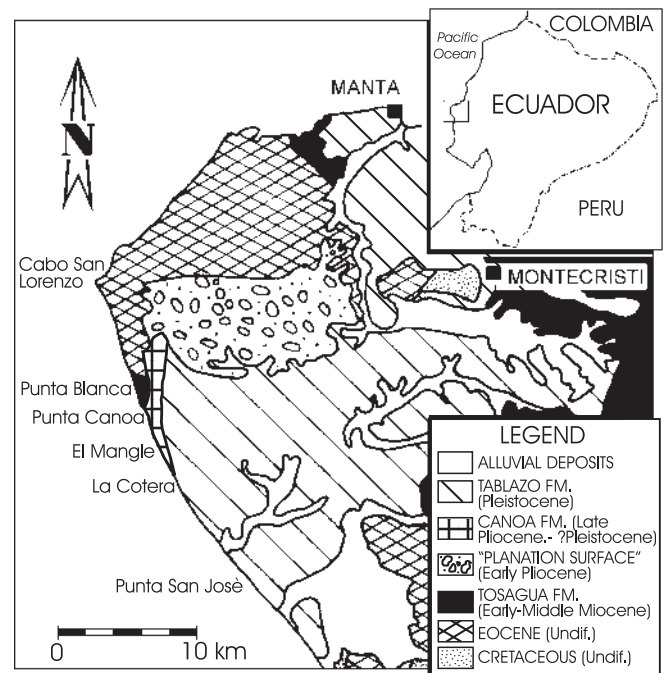 COLOMBIA
Pacific
Ocean
ECUADOR
PERU
MANTA
N
Cabo San
Lorenzo
MONTECRISTI
Punta Blanca
Punta Canoa
El Mangle
La Cotera
Punta San Josè
0 10 km
LEGEND
ALLUVIAL DEPOSITS
TABLAZO FM.
(Pleistocene)
CANOA FM. (Late
Pliocene.- ?Pleistocene)
"PLANATION SURFACE"
(Early Pliocene)
TOSAGUA FM.
(Early-Middle Miocene)
EOCENE (Undif.)
CRETACEOUS (Undif.)